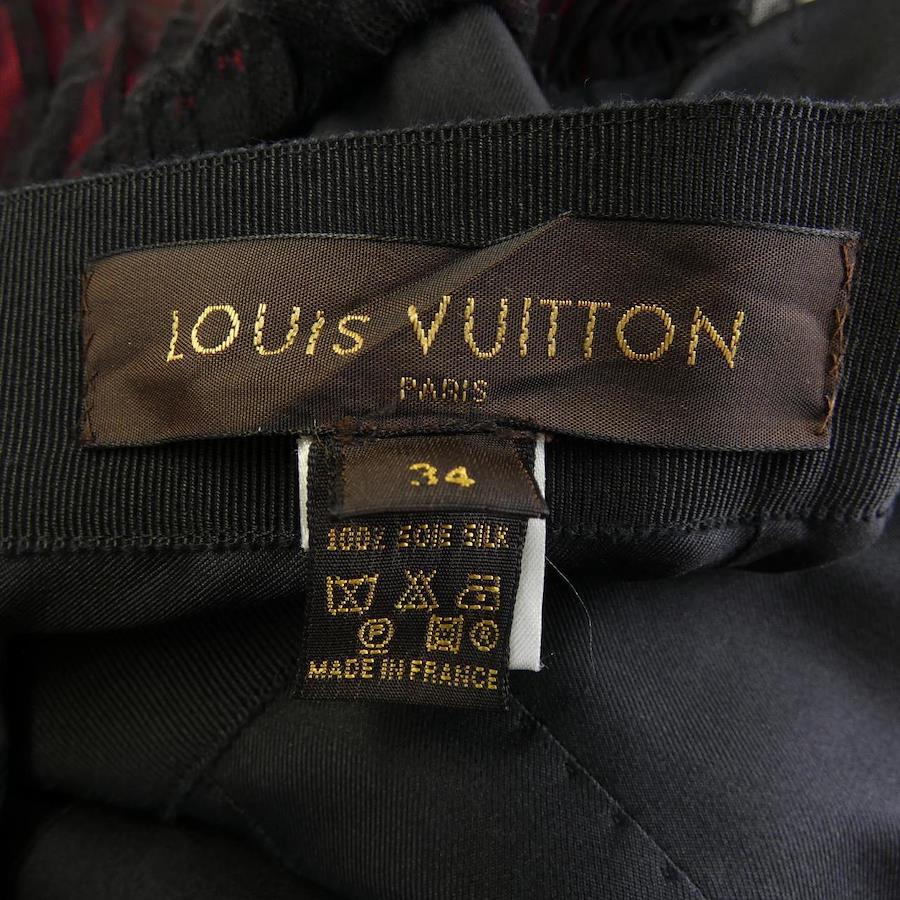 LOUIS VUITTON
PARIS
34
100% SOIE SILK
P
R
MADE IN FRANCE